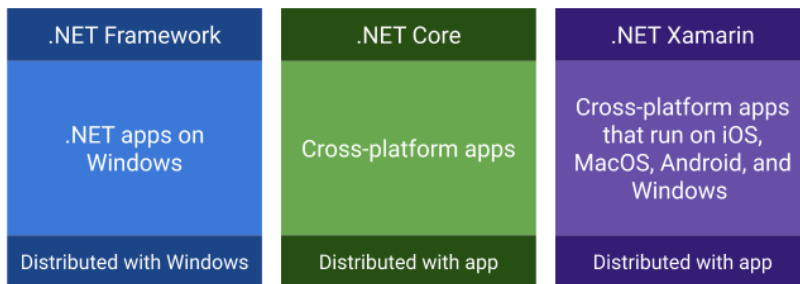 .NET Framework
.NET apps on
Windows
Distributed with Windows
.NET Core
Cross-platform apps
Distributed with app
.NET Xamarin
Cross-platform apps
that run on iOS,
MacOS, Android, and
Windows
Distributed with app